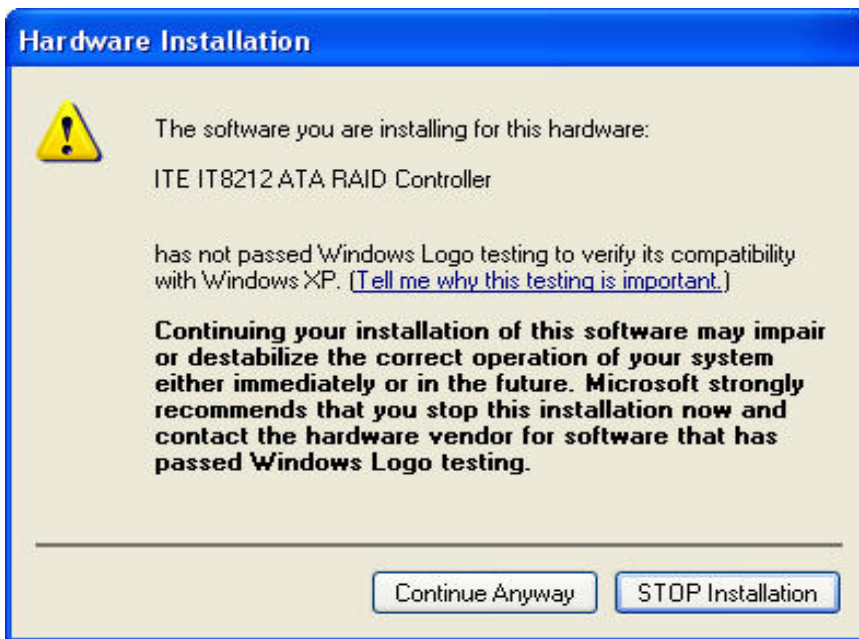 Hardware Installation
The software you are installing for this hardware:
ITE IT8212 ATA RAID Controller
has not passed Windows Logo testing to verify its compatibility
with Windows XP. (Tell me why this testing is important.)
Continuing your installation of this software may impair
or destabilize the correct operation of your system
either immediately or in the future. Microsoft strongly
recommends that you stop this installation now and
contact the hardware vendor for software that has
passed Windows Logo testing.
Continue Anyway
STOP Installation